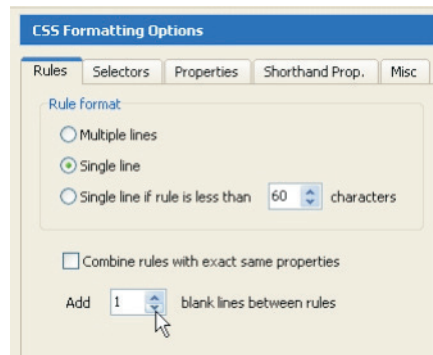 CSS Formatting Options
Rules Selectors Properties Shorthand Prop. Misc
Rule format
Multiple lines
Single line
Single line if rule is less than 60 characters
Combine rules with exact same properties
Add 1 blank lines between rules